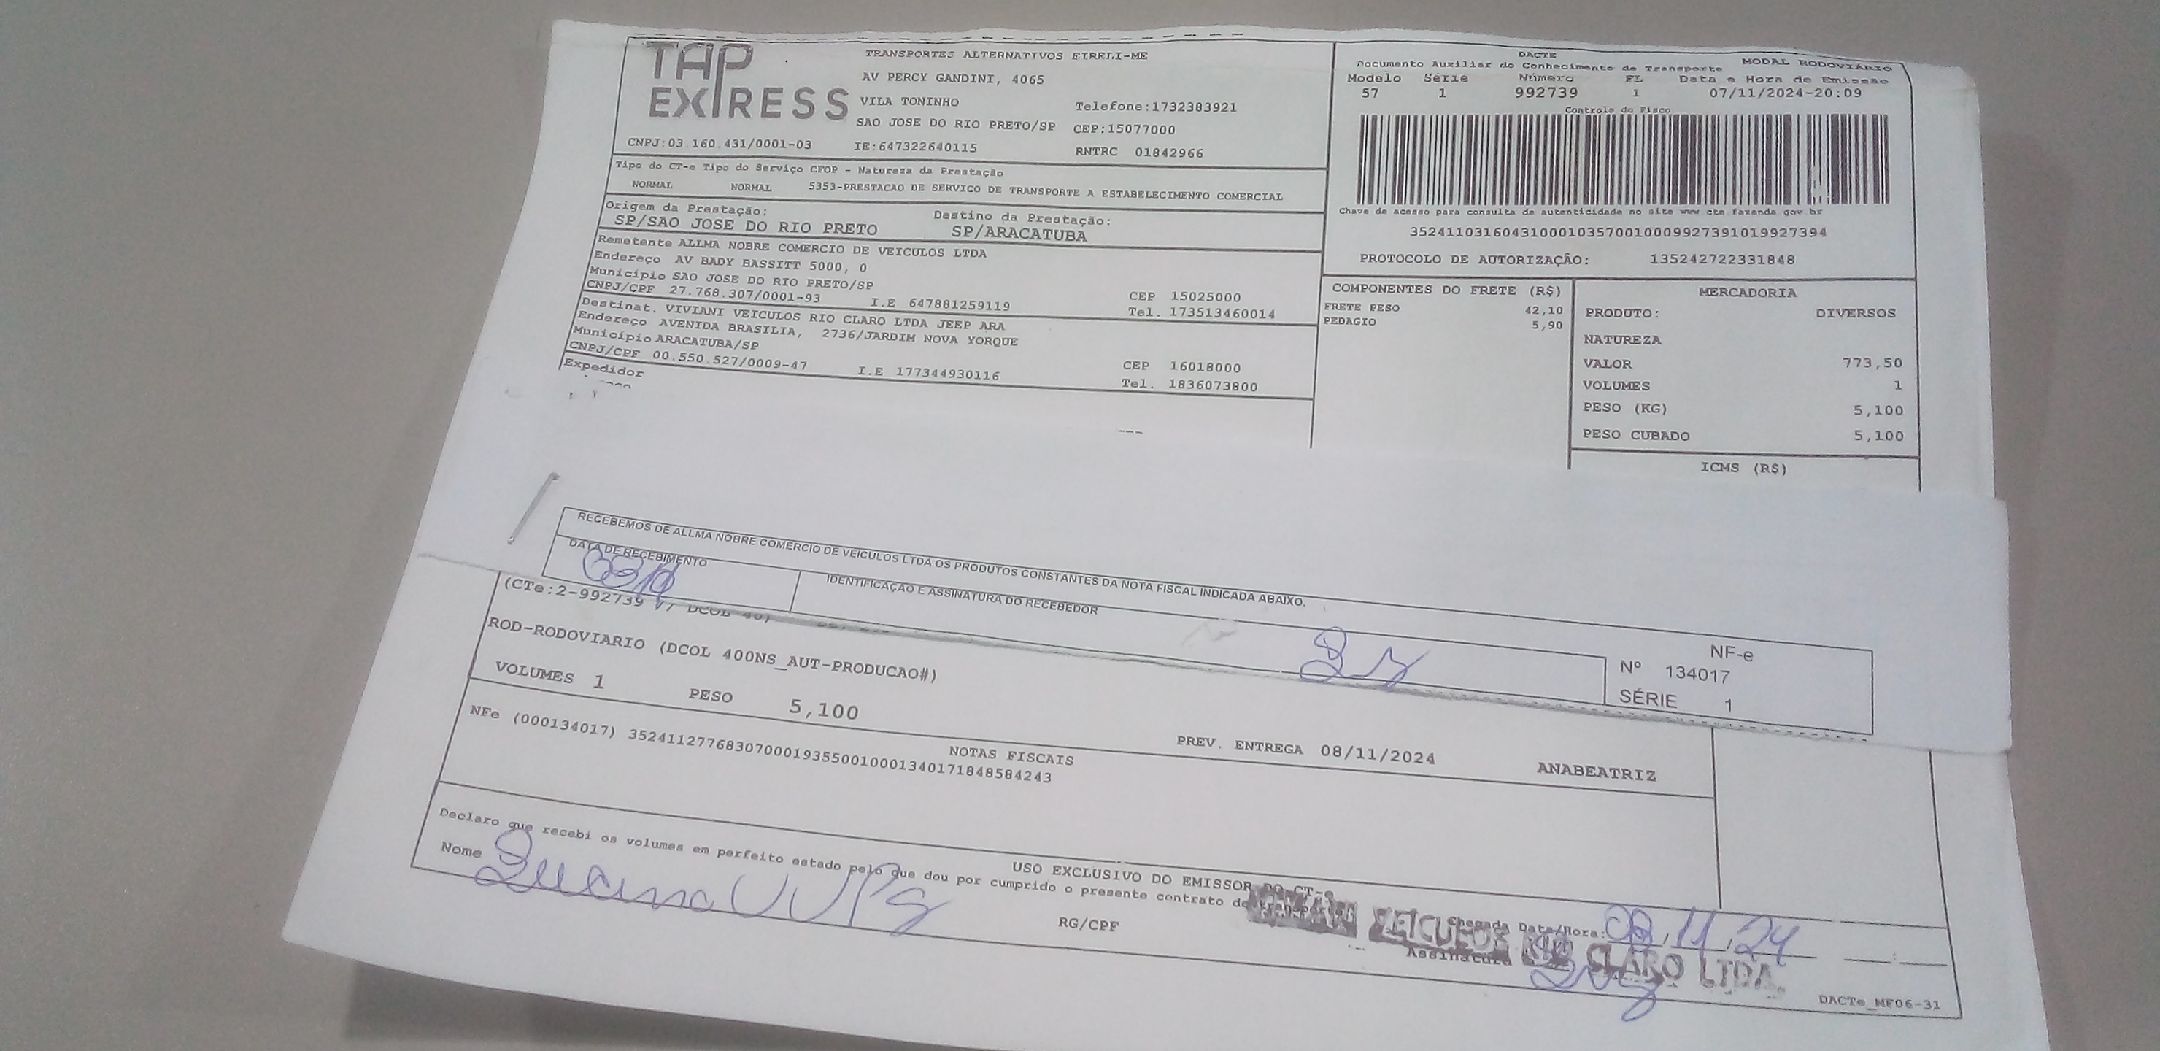 TAP EXPRESS
TRANSPORTES ALTERNATIVOS EIRELI-ME
AV PERCY GANDINI, 4065
VILA TONINHO Telefone:1732383921
SAO JOSE DO RIO PRETO/SP CEP:15077000
CNPJ:03.160.431/0001-03 IE:647322640115 RNTRC 01842966
DACTE
Documento Auxiliar do Conhecimento de Transporte MODAL RODOVIÁRIO
Modelo Série Número FL Data e Hora de Emissão
57 1 992739 1 07/11/2024-20:09
Controle do Fisco
Chave de acesso para consulta de autenticidade no site www cte fazenda gov br
35241103160431000103570010009927391019927394
PROTOCOLO DE AUTORIZAÇÃO: 135242722331848
Tipo do CT-e Tipo do Serviço CFOP - Natureza da Prestação
NORMAL NORMAL 5353-PRESTACAO DE SERVICO DE TRANSPORTE A ESTABELECIMENTO COMERCIAL
Origem da Prestação: Destino da Prestação:
SP/SAO JOSE DO RIO PRETO SP/ARACATUBA
Remetente ALLMA NOBRE COMERCIO DE VEICULOS LTDA
Endereço AV BADY BASSITT 5000, 0
Município SAO JOSE DO RIO PRETO/SP CEP 15025000
CNPJ/CPF 27.768.307/0001-93 I.E 647881259119 Tel. 173513460014
Destinat. VIVIANI VEICULOS RIO CLARO LTDA JEEP ARA
Endereço AVENIDA BRASILIA, 2736/JARDIM NOVA YORQUE
Município ARACATUBA/SP CEP 16018000
CNPJ/CPF 00.550.527/0009-47 I.E 177344930116 Tel. 1836073800
Expedidor
COMPONENTES DO FRETE (R$)
FRETE PESO 42,10
PEDAGIO 5,90
MERCADORIA
PRODUTO: DIVERSOS
NATUREZA
VALOR 773,50
VOLUMES 1
PESO (KG) 5,100
PESO CUBADO 5,100
ICMS (R$)
RECEBEMOS DE ALLMA NOBRE COMERCIO DE VEICULOS LTDA OS PRODUTOS CONSTANTES DA NOTA FISCAL INDICADA ABAIXO.
DATA DE RECEBIMENTO IDENTIFICAÇÃO E ASSINATURA DO RECEBEDOR
NF-e
Nº 134017
SÉRIE 1
(CTe:2-992739
ROD-RODOVIARIO (DCOL 400NS_AUT-PRODUCAO#)
VOLUMES 1 PESO 5,100 PREV. ENTREGA 08/11/2024 ANABEATRIZ
NOTAS FISCAIS
NFe (000134017) 35241127768307000193550010001340171848584243
USO EXCLUSIVO DO EMISSOR DO CT-e
Declaro que recebi os volumes em perfeito estado pelo que dou por cumprido o presente contrato de
Nome RG/CPF
Chegada Data/Hora: 08/11/24
VEICULOS RIO CLARO LTDA.
Assinatura
DACTe_MF06-31